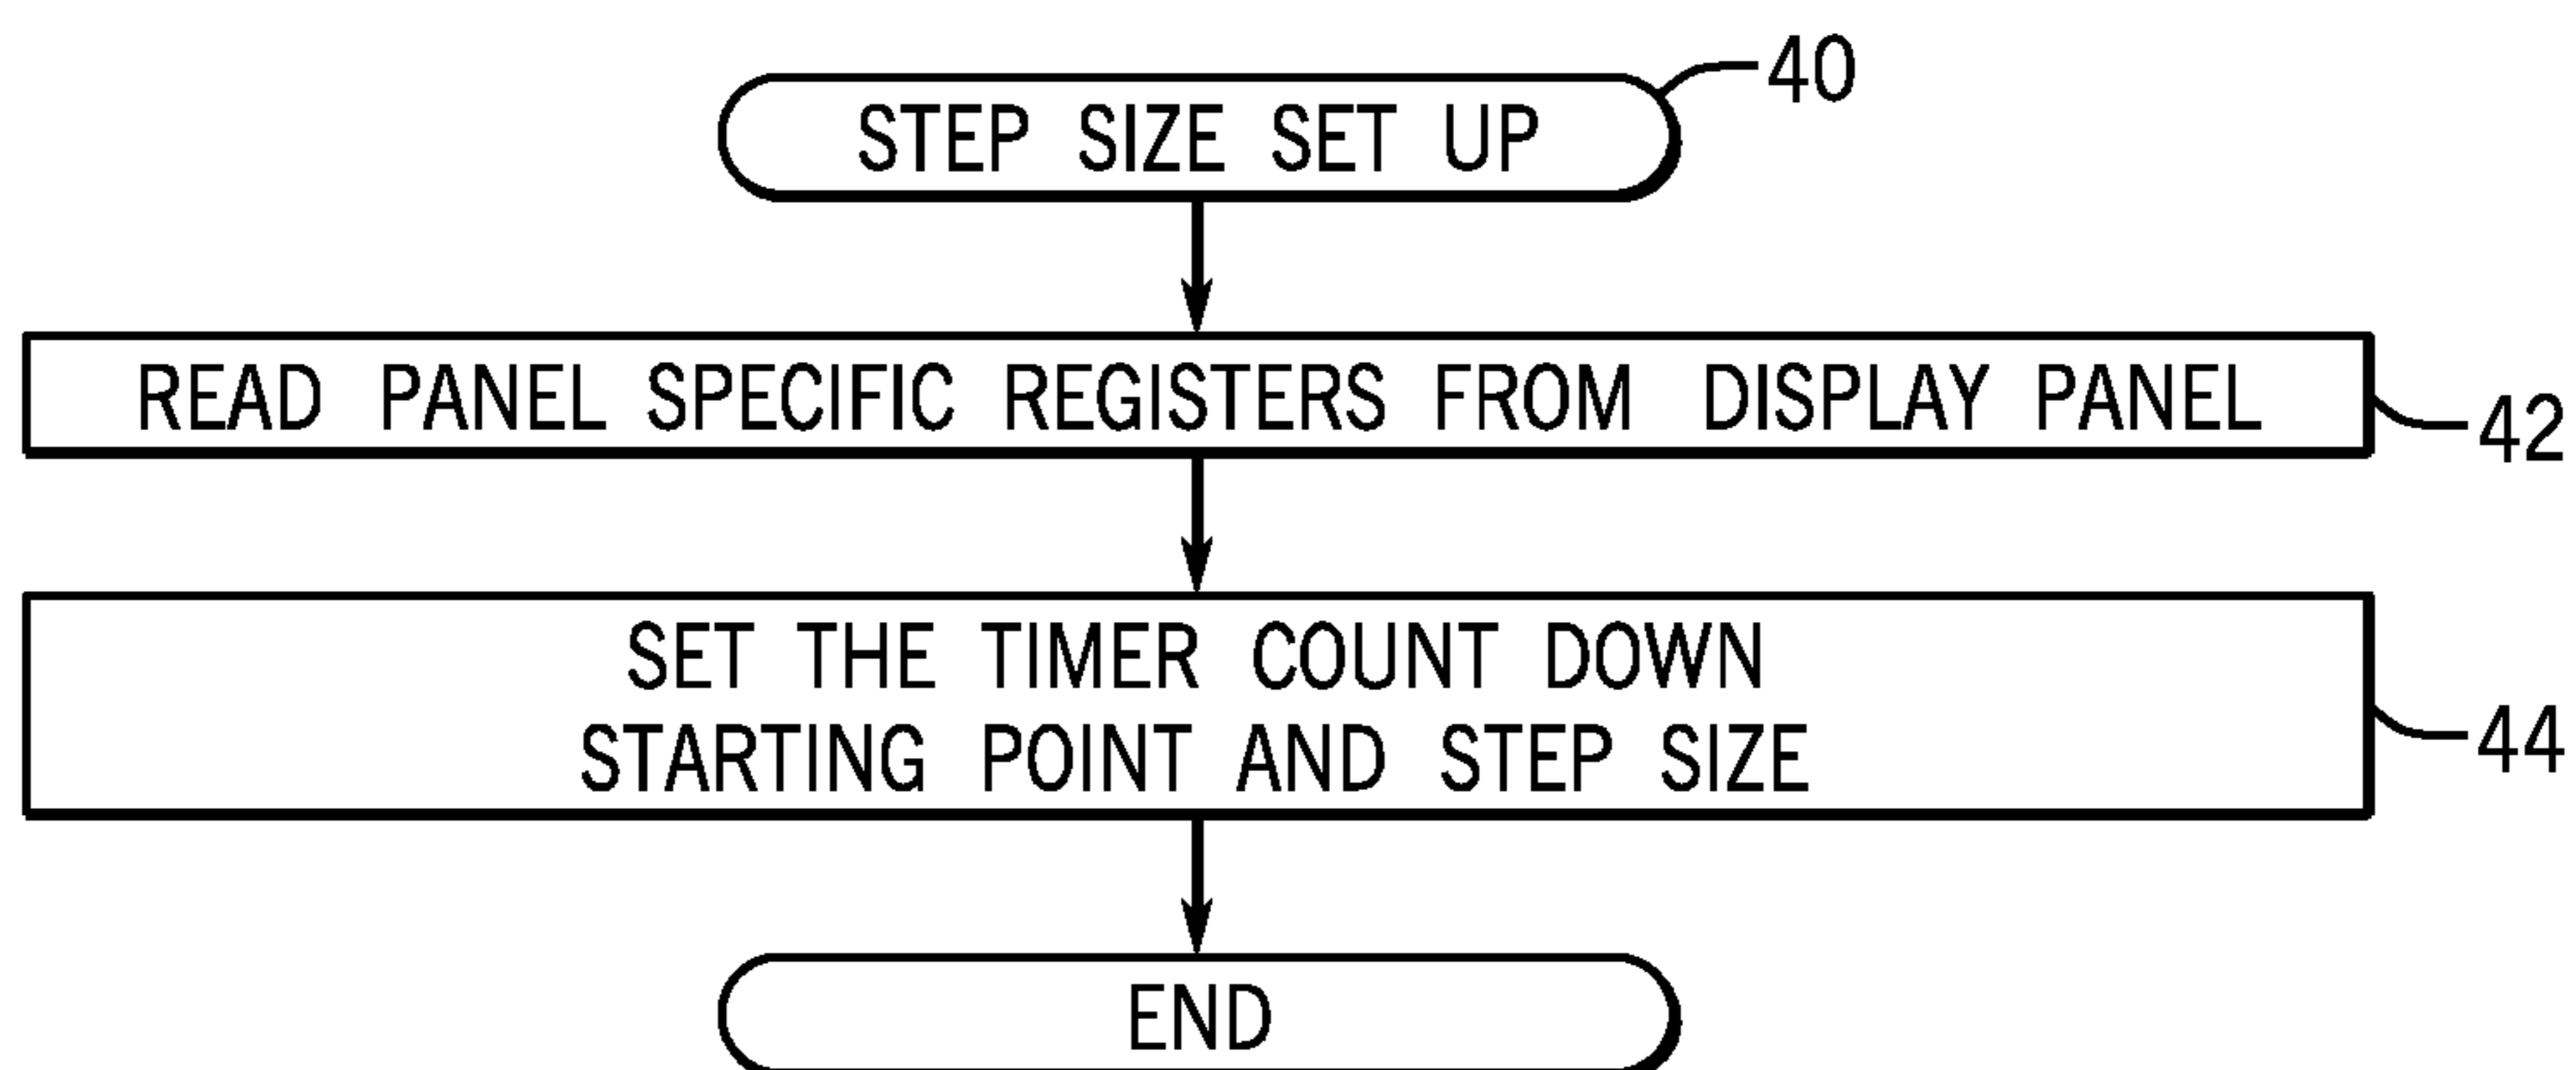 STEP SIZE SET UP
40
READ PANEL SPECIFIC REGISTERS FROM DISPLAY PANEL
42
SET THE TIMER COUNT DOWN
STARTING POINT AND STEP SIZE
44
END